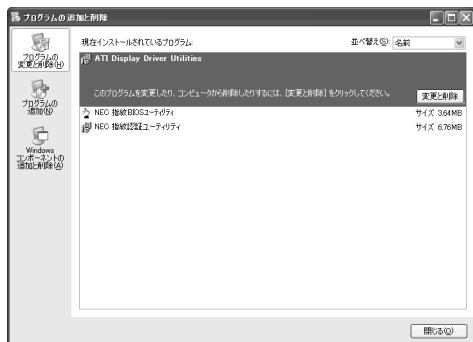 プログラムの追加と削除
プログラムの
変更と削除(H)
プログラムの
追加(N)
Windows
コンポーネントの
追加と削除(A)
現在インストールされているプログラム:
並べ替え(S): 名前
ATI Display Driver Utilities
このプログラムを変更したり、コンピュータから削除したりするには、[変更と削除] をクリックしてください。
変更と削除
NEC 指紋BIOSユーティリティ サイズ 3.64MB
NEC 指紋認証ユーティリティ サイズ 6.76MB
閉じる(C)